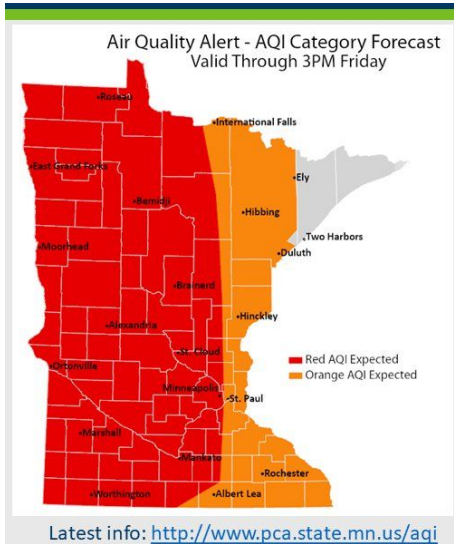 Air Quality Alert - AQI Category Forecast
Valid Through 3PM Friday
Roseau
International Falls
East Grand Forks
Ely
Bemidji
Hibbing
Two Harbors
Moorhead
Duluth
Brainerd
Hinckley
Alexandria
St. Cloud
Red AQI Expected
Ortonville
Orange AQI Expected
Minneapolis
St. Paul
Marshall
Mankato
Rochester
Worthington
Albert Lea
Latest info: http://www.pca.state.mn.us/aqi